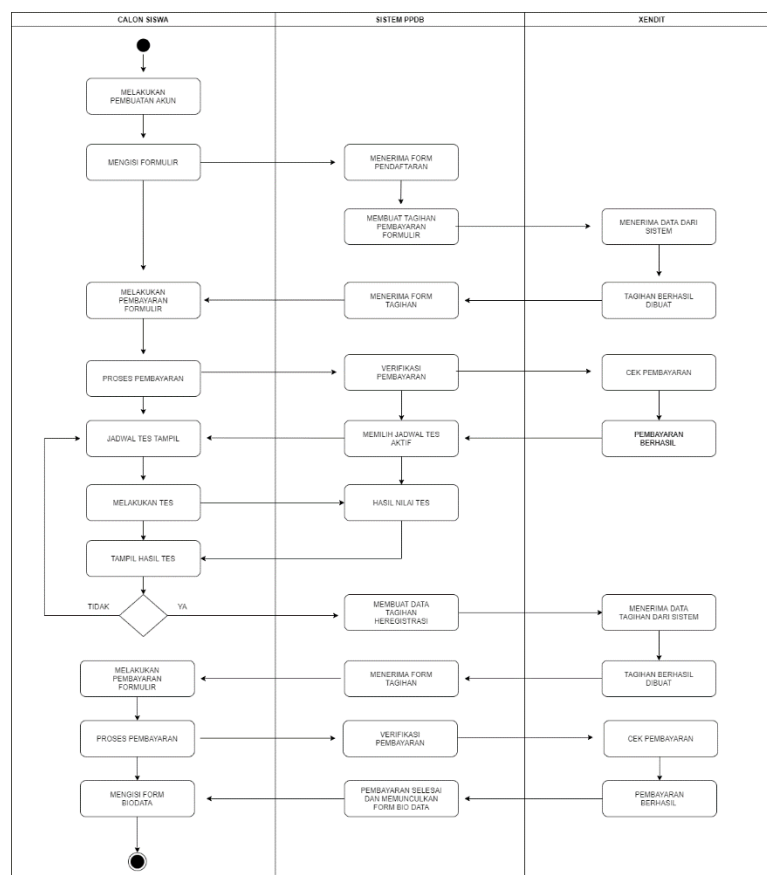 CALON SISWA
SISTEM PPDB
XENDIT
MELAKUKAN
PEMBUATAN AKUN
MENGISI FORMULIR
MENERIMA FORM
PENDAFTARAN
MEMBUAT TAGIHAN
PEMBAYARAN
FORMULIR
MENERIMA DATA DARI
SISTEM
MELAKUKAN
PEMBAYARAN
FORMULIR
MENERIMA FORM
TAGIHAN
TAGIHAN BERHASIL
DIBUAT
PROSES PEMBAYARAN
VERIFIKASI
PEMBAYARAN
CEK PEMBAYARAN
JADWAL TES TAMPIL
MEMILIH JADWAL TES
AKTIF
PEMBAYARAN
BERHASIL
MELAKUKAN TES
HASIL NILAI TES
TAMPIL HASIL TES
TIDAK
YA
MEMBUAT DATA
TAGIHAN
HEREGISTRASI
MENERIMA DATA
TAGIHAN DARI SISTEM
MELAKUKAN
PEMBAYARAN
FORMULIR
MENERIMA FORM
TAGIHAN
TAGIHAN BERHASIL
DIBUAT
PROSES PEMBAYARAN
VERIFIKASI
PEMBAYARAN
CEK PEMBAYARAN
MENGISI FORM
BIODATA
PEMBAYARAN SELESAI
DAN MEMUNCULKAN
FORM BIO DATA
PEMBAYARAN
BERHASIL